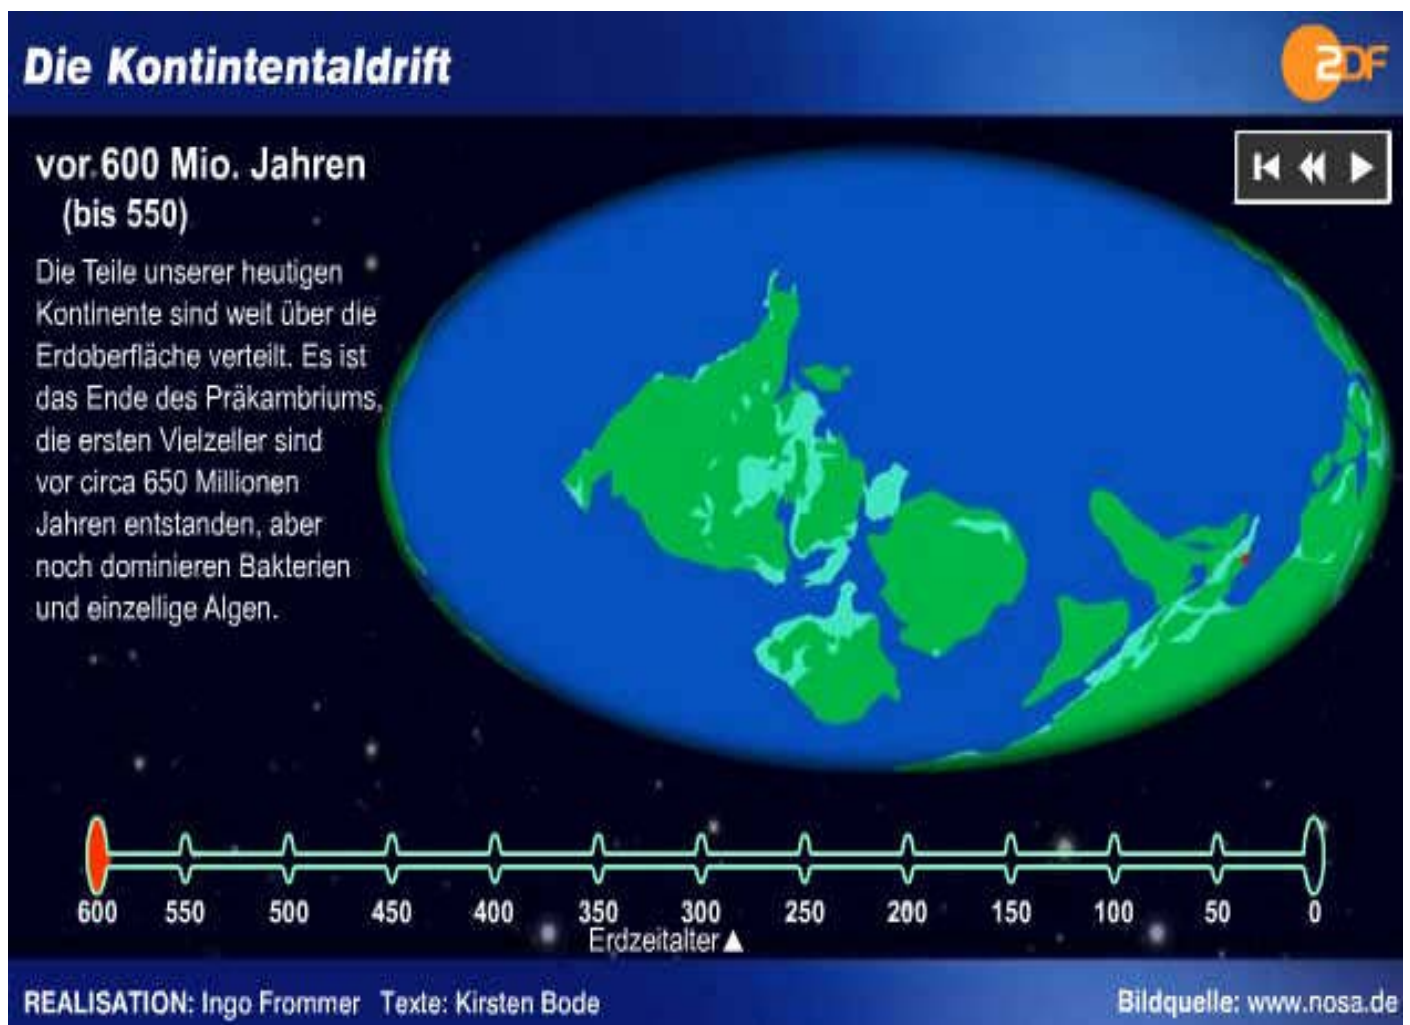 Die Kontintentaldrift
ZDF
vor 600 Mio. Jahren
(bis 550)
Die Teile unserer heutigen
Kontinente sind weit über die
Erdoberfläche verteilt. Es ist
das Ende des Präkambriums,
die ersten Vielzeller sind
vor circa 650 Millionen
Jahren entstanden, aber
noch dominieren Bakterien
und einzellige Algen.
600 550 500 450 400 350 300 250 200 150 100 50 0
Erdzeitalter▲
REALISATION: Ingo Frommer Texte: Kirsten Bode
Bildquelle: www.nosa.de